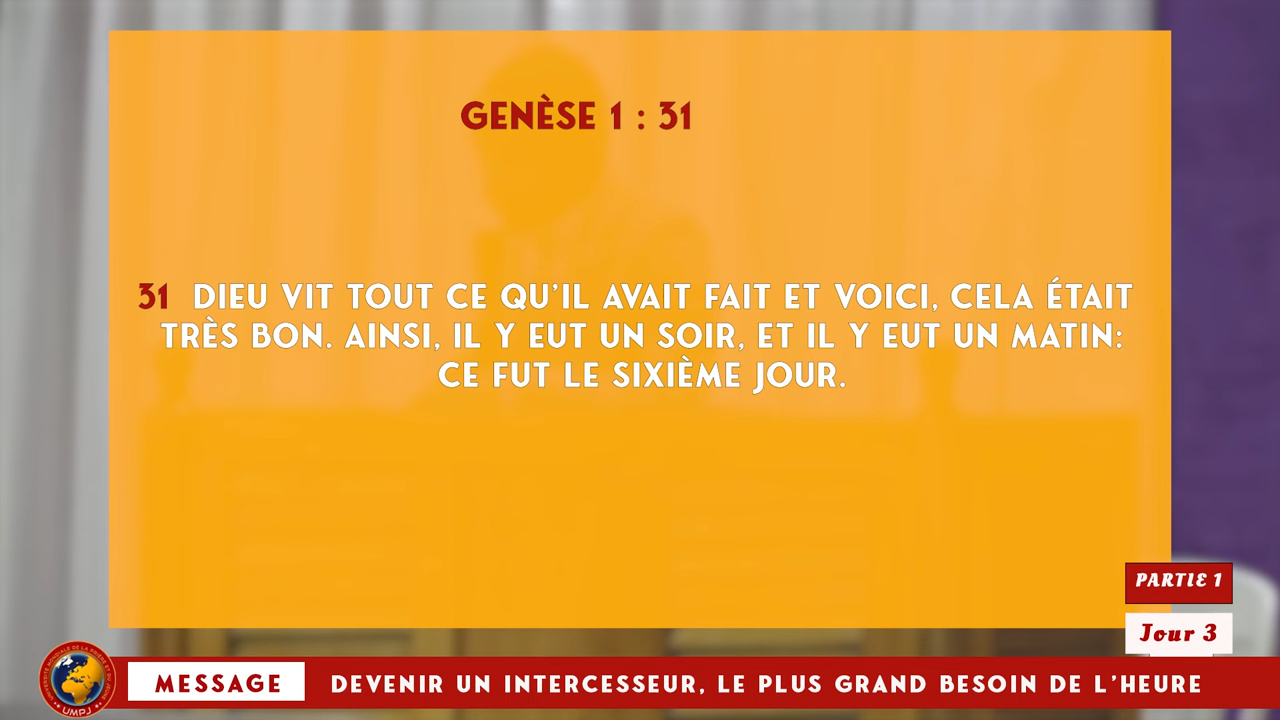 GENÈSE 1 : 31
31 DIEU VIT TOUT CE QU'IL AVAIT FAIT ET VOICI, CELA ÉTAIT
TRÈS BON. AINSI, IL Y EUT UN SOIR, ET IL Y EUT UN MATIN:
CE FUT LE SIXIÈME JOUR.
PARTIE 1
Jour 3
MESSAGE
DEVENIR UN INTERCESSEUR, LE PLUS GRAND BESOIN DE L'HEURE
UMPJ